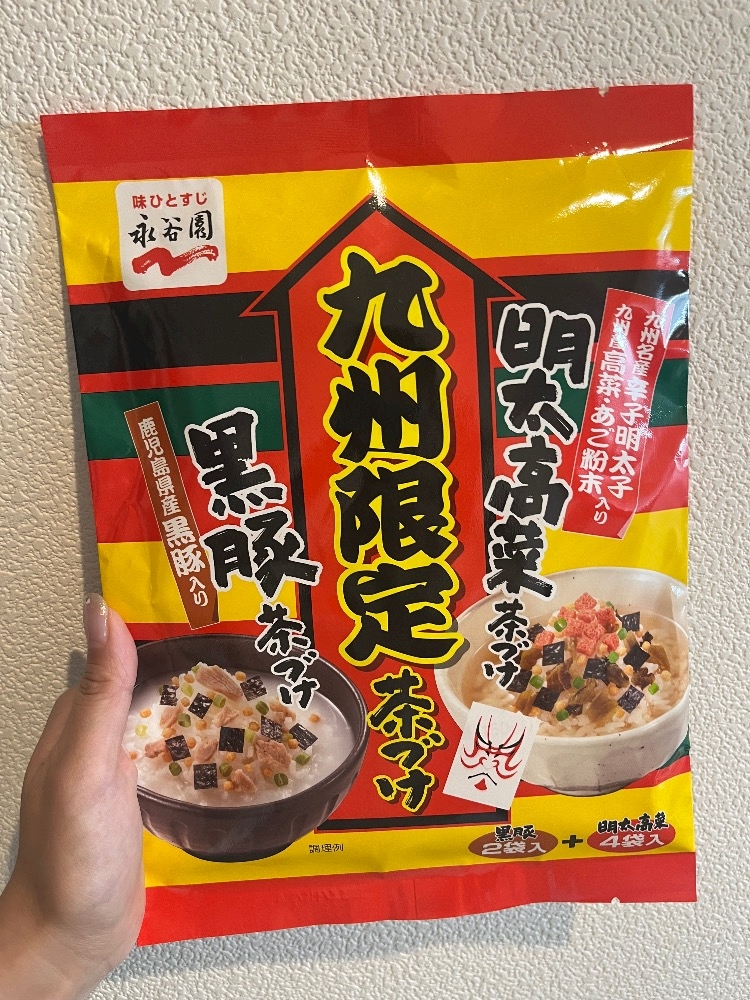 味ひとすじ
永谷園
九州限定茶づけ
九州名産辛子明太子
九州産高菜・あご粉末入り
明太高菜茶づけ
鹿児島県産黒豚入り
黒豚茶づけ
調理例
黒豚2袋入+明太高菜4袋入